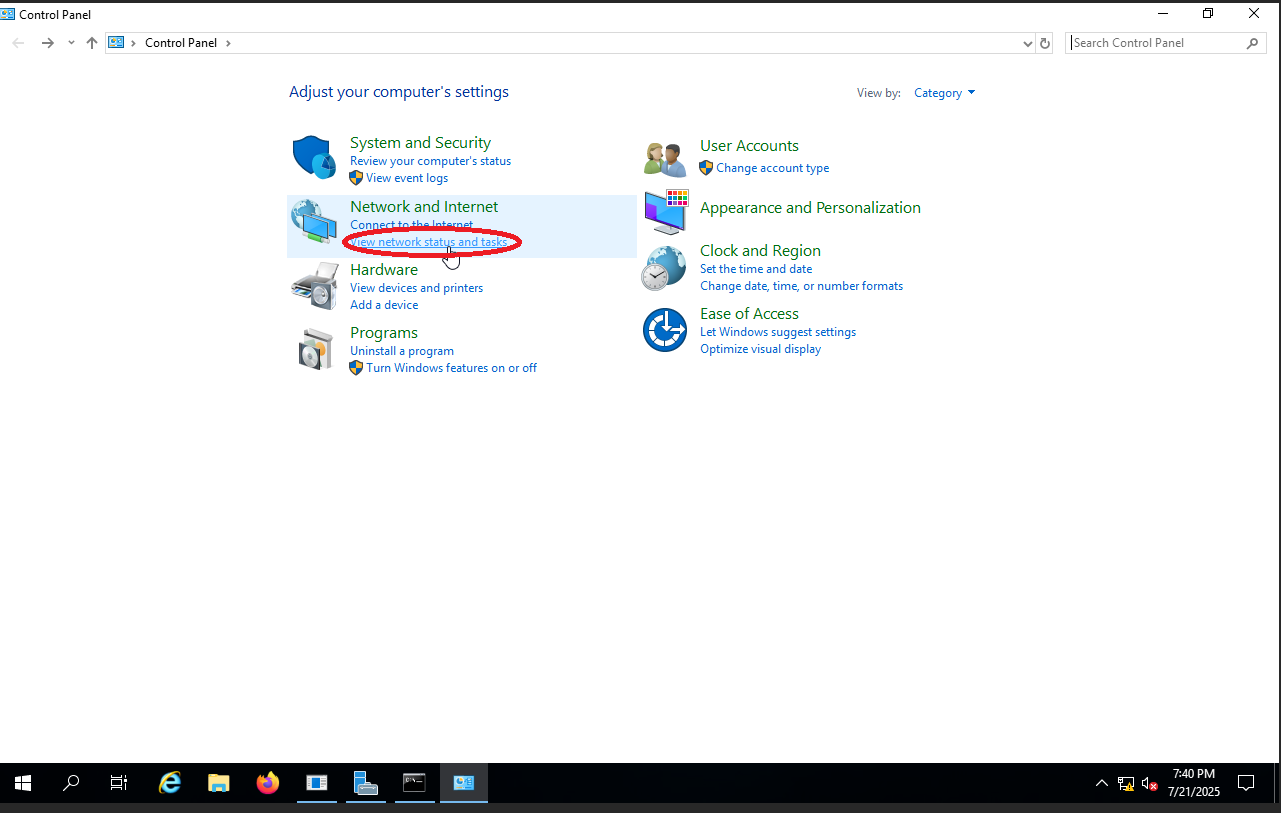 Control Panel
Control Panel
Search Control Panel
Adjust your computer's settings
View by: Category
System and Security
Review your computer's status
View event logs
Network and Internet
Connect to the Internet
View network status and tasks
Hardware
View devices and printers
Add a device
Programs
Uninstall a program
Turn Windows features on or off
User Accounts
Change account type
Appearance and Personalization
Clock and Region
Set the time and date
Change date, time, or number formats
Ease of Access
Let Windows suggest settings
Optimize visual display
7:40 PM
7/21/2025